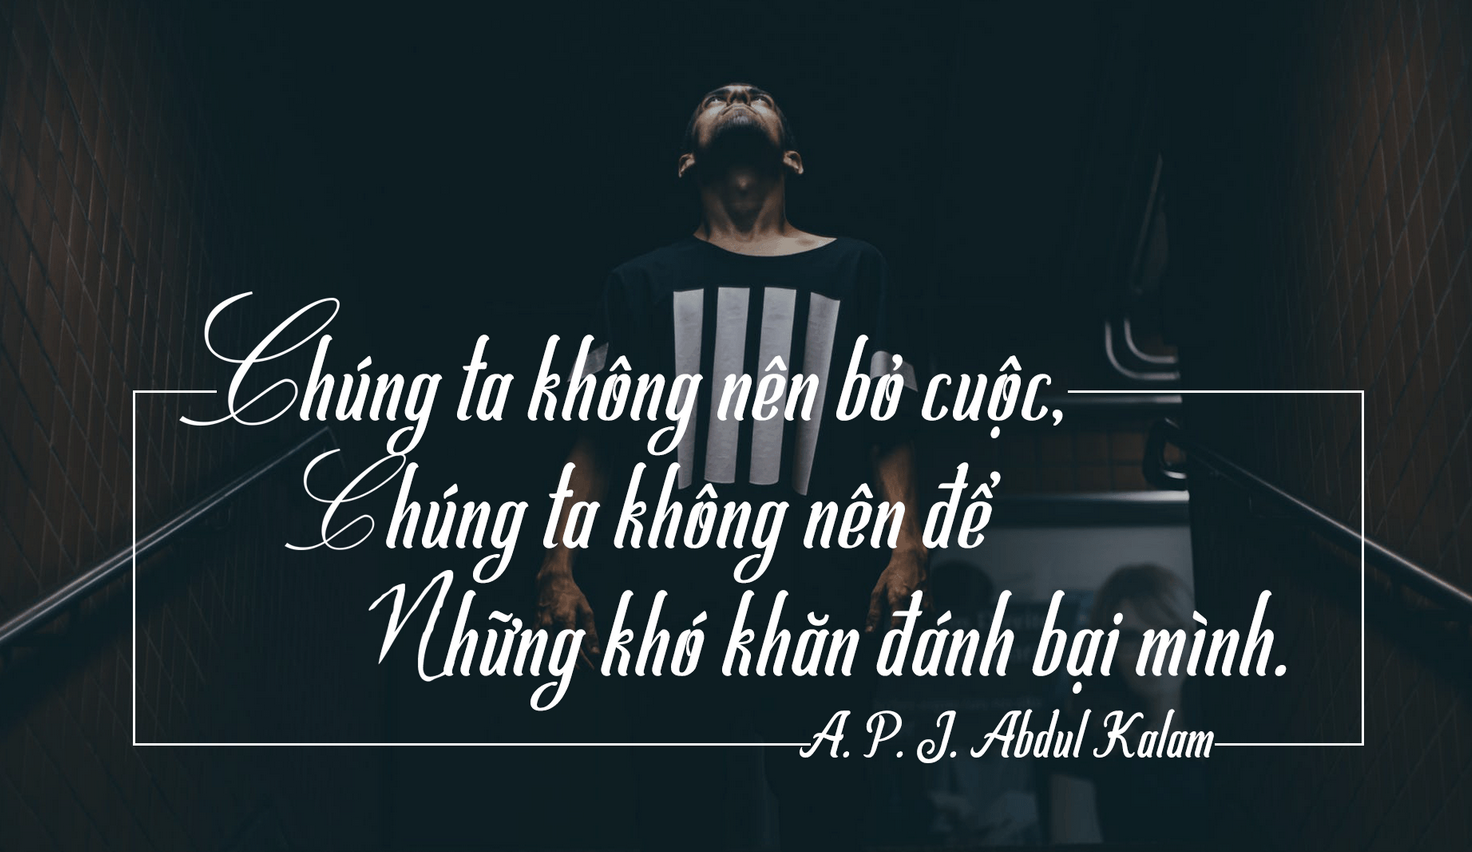 Chúng ta không nên bỏ cuộc,
Chúng ta không nên để
Những khó khăn đánh bại mình.
A. P. J. Abdul Kalam